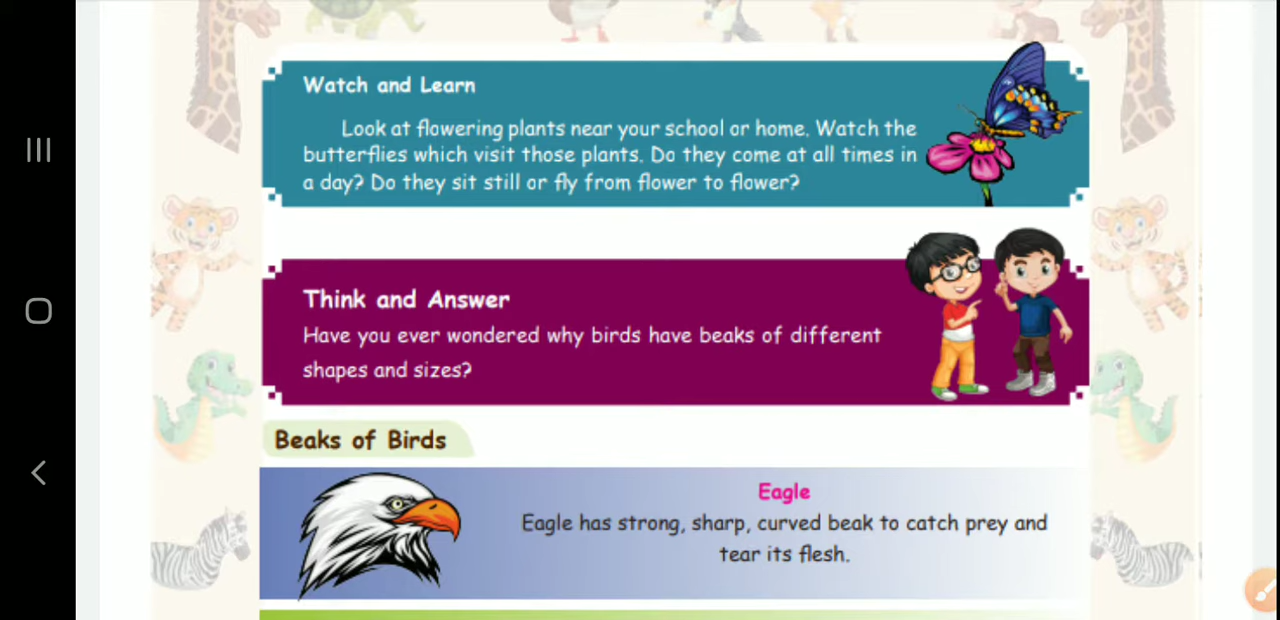 Watch and Learn
Look at flowering plants near your school or home. Watch the
butterflies which visit those plants. Do they come at all times in
a day? Do they sit still or fly from flower to flower?
Think and Answer
Have you ever wondered why birds have beaks of different
shapes and sizes?
Beaks of Birds
Eagle
Eagle has strong, sharp, curved beak to catch prey and
tear its flesh.